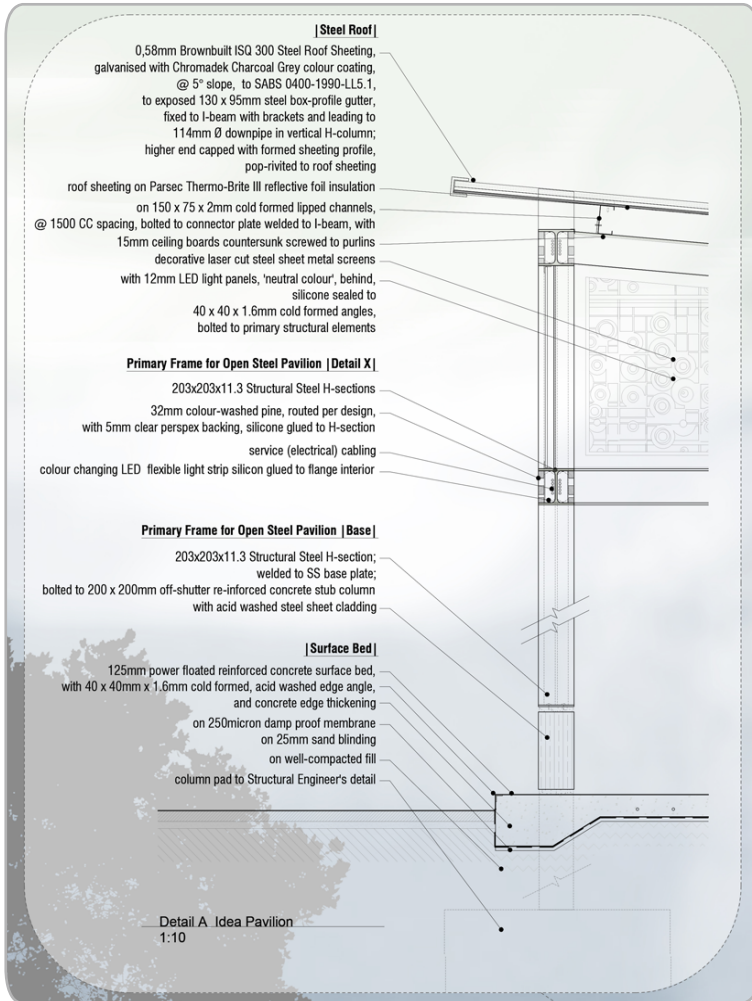 |Steel Roof|
0,58mm Brownbuilt ISQ 300 Steel Roof Sheeting,
galvanised with Chromadek Charcoal Grey colour coating,
@ 5° slope, to SABS 0400-1990-LL5.1,
to exposed 130 x 95mm steel box-profile gutter,
fixed to I-beam with brackets and leading to
114mm Ø downpipe in vertical H-column;
higher end capped with formed sheeting profile,
pop-rivited to roof sheeting
roof sheeting on Parsec Thermo-Brite III reflective foil insulation
on 150 x 75 x 2mm cold formed lipped channels,
@ 1500 CC spacing, bolted to connector plate welded to I-beam, with
15mm ceiling boards countersunk screwed to purlins
decorative laser cut steel sheet metal screens
with 12mm LED light panels, 'neutral colour', behind,
silicone sealed to
40 x 40 x 1.6mm cold formed angles,
bolted to primary structural elements
Primary Frame for Open Steel Pavilion |Detail X|
203x203x11.3 Structural Steel H-sections
32mm colour-washed pine, routed per design,
with 5mm clear perspex backing, silicone glued to H-section
service (electrical) cabling
colour changing LED flexible light strip silicon glued to flange interior
Primary Frame for Open Steel Pavilion |Base|
203x203x11.3 Structural Steel H-section;
welded to SS base plate;
bolted to 200 x 200mm off-shutter re-inforced concrete stub column
with acid washed steel sheet cladding
|Surface Bed|
125mm power floated reinforced concrete surface bed,
with 40 x 40mm x 1.6mm cold formed, acid washed edge angle,
and concrete edge thickening
on 250micron damp proof membrane
on 25mm sand blinding
on well-compacted fill
column pad to Structural Engineer's detail
Detail A Idea Pavilion
1:10